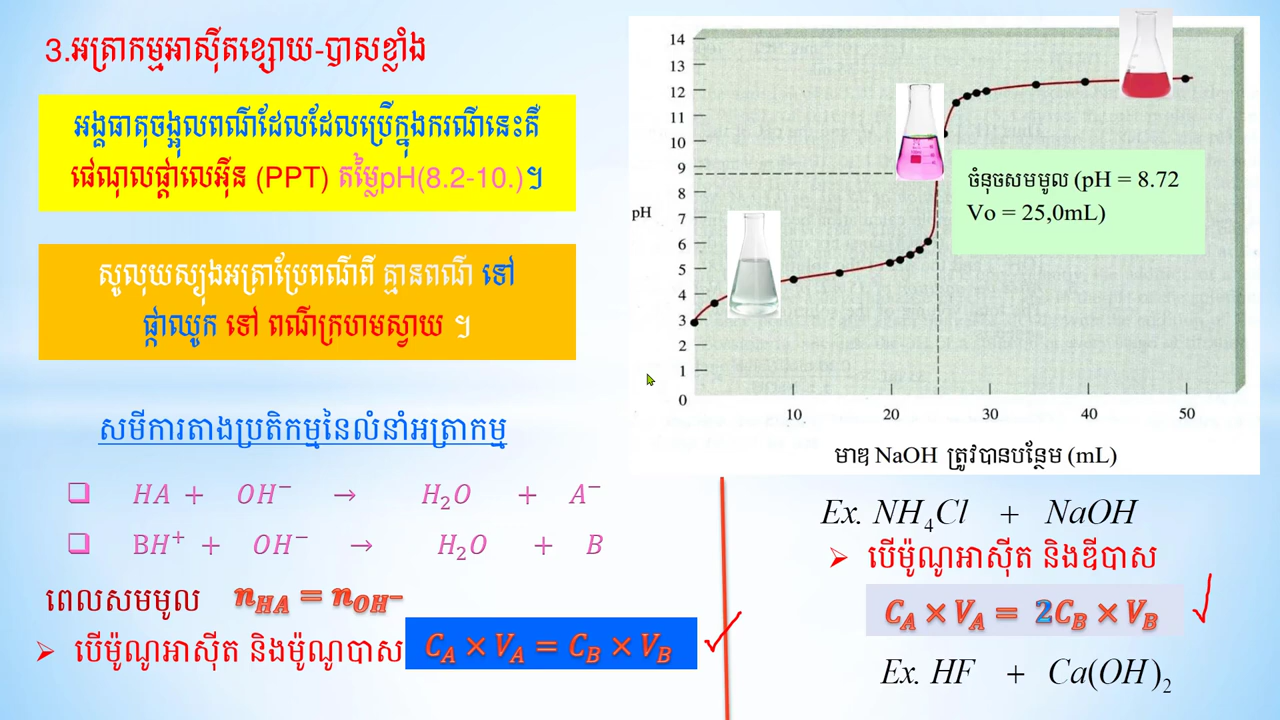 3.អត្រាកម្មអាស៊ីតខ្សោយ-បាសខ្លាំង
អង្គធាតុចង្អុលពណ៌ដែលដែលប្រើក្នុងករណីនេះគឺ
ផេណុលផ្តាលេអ៊ីន (PPT) តម្លៃpH(8.2-10.)។
សូលុយស្យុងអត្រាប្រែពណ៌ពី គ្មានពណ៌ ទៅ
ផ្កាឈូក ទៅ ពណ៌ក្រហមស្វាយ ។
សមីការតាងប្រតិកម្មនៃលំនាំអត្រាកម្ម
❑ HA + OH⁻ → H₂O + A⁻
❑ BH⁺ + OH⁻ → H₂O + B
ពេលសមមូល n_HA = n_OH⁻
➢ បើម៉ូណូអាស៊ីត និងម៉ូណូបាស C_A × V_A = C_B × V_B
14
13
12
11
10
9
8
7
6
5
4
3
2
1
0
pH
ចំនុចសមមូល (pH = 8.72
Vo = 25,0mL)
10 20 30 40 50
មាឌ NaOH ត្រូវបានបន្ថែម (mL)
Ex. NH₄Cl + NaOH
➢ បើម៉ូណូអាស៊ីត និងឌីបាស
C_A × V_A = 2C_B × V_B
Ex. HF + Ca(OH)₂